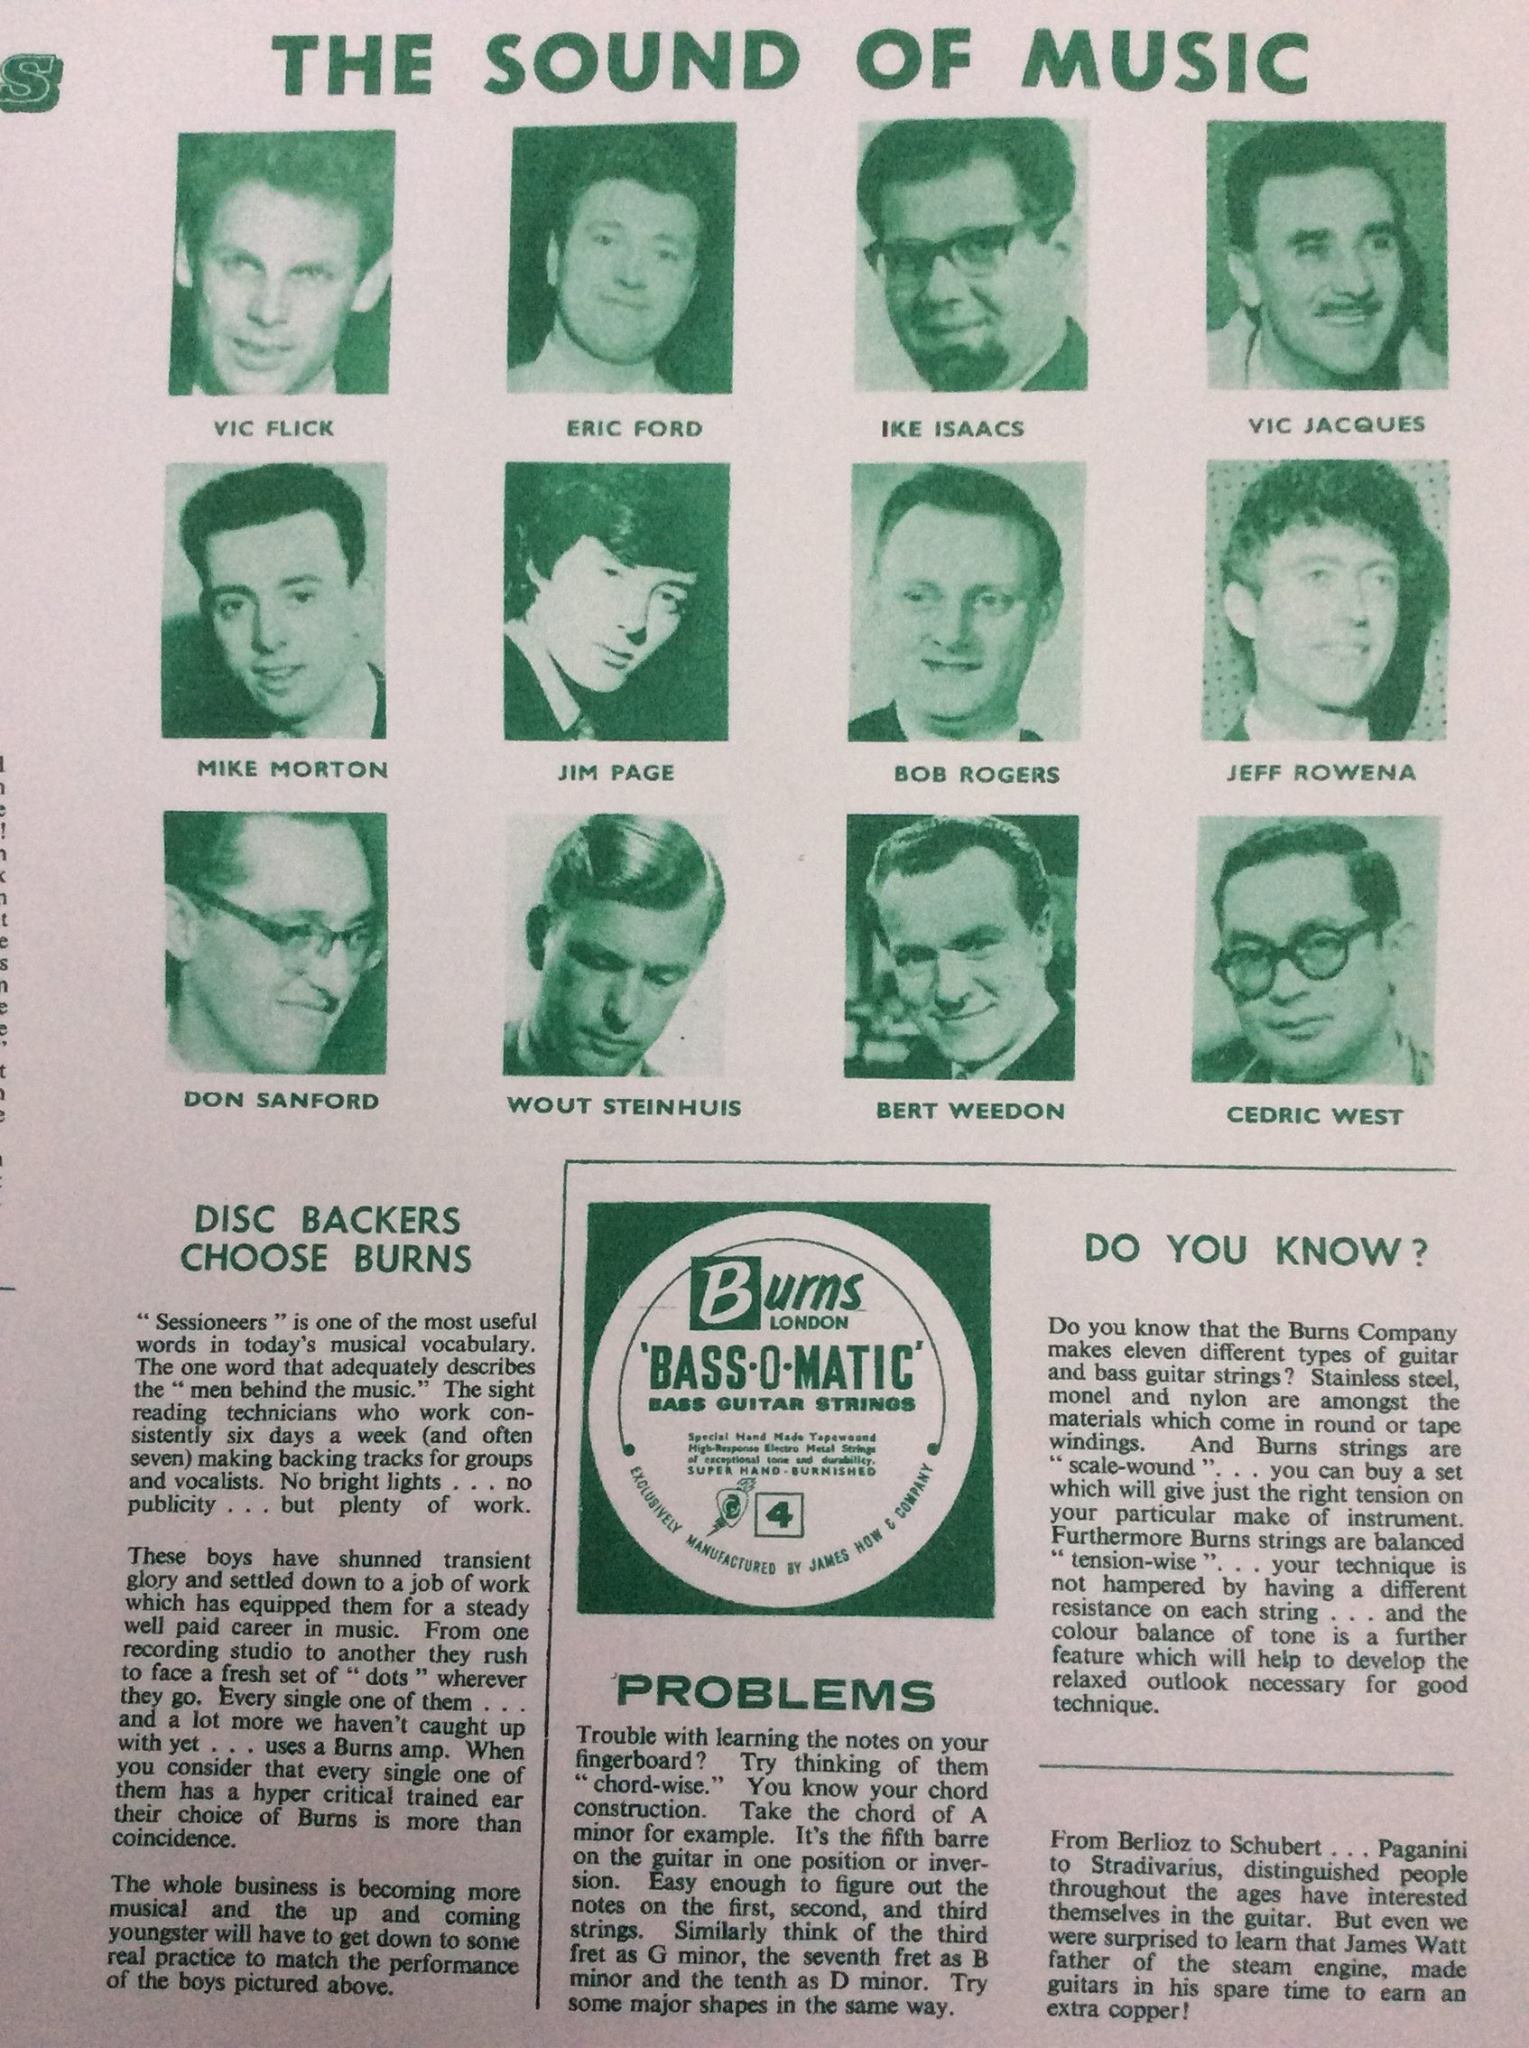 S
THE SOUND OF MUSIC
VIC FLICK
ERIC FORD
IKE ISAACS
VIC JACQUES
MIKE MORTON
JIM PAGE
BOB ROGERS
JEFF ROWENA
DON SANFORD
WOUT STEINHUIS
BERT WEEDON
CEDRIC WEST
DISC BACKERS
CHOOSE BURNS
“ Sessioneers ” is one of the most useful
words in today's musical vocabulary.
The one word that adequately describes
the “ men behind the music.” The sight
reading technicians who work con-
sistently six days a week (and often
seven) making backing tracks for groups
and vocalists. No bright lights . . . no
publicity . . . but plenty of work.
These boys have shunned transient
glory and settled down to a job of work
which has equipped them for a steady
well paid career in music. From one
recording studio to another they rush
to face a fresh set of “ dots ” wherever
they go. Every single one of them . . .
and a lot more we haven't caught up
with yet . . . uses a Burns amp. When
you consider that every single one of
them has a hyper critical trained ear
their choice of Burns is more than
coincidence.
The whole business is becoming more
musical and the up and coming
youngster will have to get down to some
real practice to match the performance
of the boys pictured above.
Burns
LONDON
'BASS·O·MATIC'
BASS GUITAR STRINGS
Special Hand Made Tapewound
High-Response Electro Metal Strings
of exceptional tone and durability.
SUPER HAND-BURNISHED
4
EXCLUSIVELY MANUFACTURED BY JAMES HOW & COMPANY
PROBLEMS
Trouble with learning the notes on your
fingerboard? Try thinking of them
“ chord-wise.” You know your chord
construction. Take the chord of A
minor for example. It's the fifth barre
on the guitar in one position or inver-
sion. Easy enough to figure out the
notes on the first, second, and third
strings. Similarly think of the third
fret as G minor, the seventh fret as B
minor and the tenth as D minor. Try
some major shapes in the same way.
DO YOU KNOW?
Do you know that the Burns Company
makes eleven different types of guitar
and bass guitar strings? Stainless steel,
monel and nylon are amongst the
materials which come in round or tape
windings. And Burns strings are
“ scale-wound ”. . . you can buy a set
which will give just the right tension on
your particular make of instrument.
Furthermore Burns strings are balanced
“ tension-wise ”. . . your technique is
not hampered by having a different
resistance on each string . . . and the
colour balance of tone is a further
feature which will help to develop the
relaxed outlook necessary for good
technique.
From Berlioz to Schubert . . . Paganini
to Stradivarius, distinguished people
throughout the ages have interested
themselves in the guitar. But even we
were surprised to learn that James Watt
father of the steam engine, made
guitars in his spare time to earn an
extra copper!